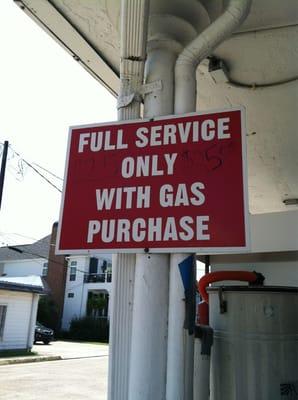 FULL SERVICE
ONLY
WITH GAS
PURCHASE